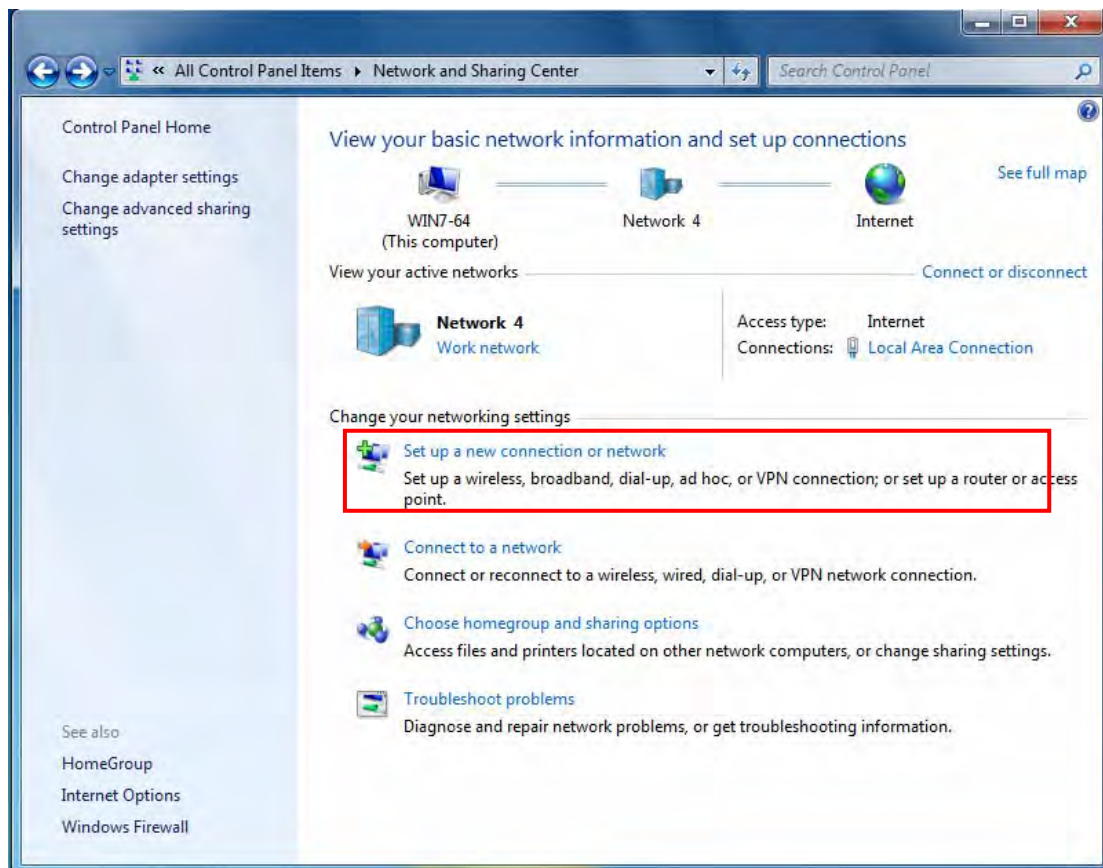 « All Control Panel Items ▸ Network and Sharing Center
Search Control Panel
Control Panel Home
Change adapter settings
Change advanced sharing
settings
See also
HomeGroup
Internet Options
Windows Firewall
View your basic network information and set up connections
See full map
WIN7-64
(This computer)
Network 4
Internet
View your active networks
Connect or disconnect
Network 4
Work network
Access type: Internet
Connections: Local Area Connection
Change your networking settings
Set up a new connection or network
Set up a wireless, broadband, dial-up, ad hoc, or VPN connection; or set up a router or access
point.
Connect to a network
Connect or reconnect to a wireless, wired, dial-up, or VPN network connection.
Choose homegroup and sharing options
Access files and printers located on other network computers, or change sharing settings.
Troubleshoot problems
Diagnose and repair network problems, or get troubleshooting information.